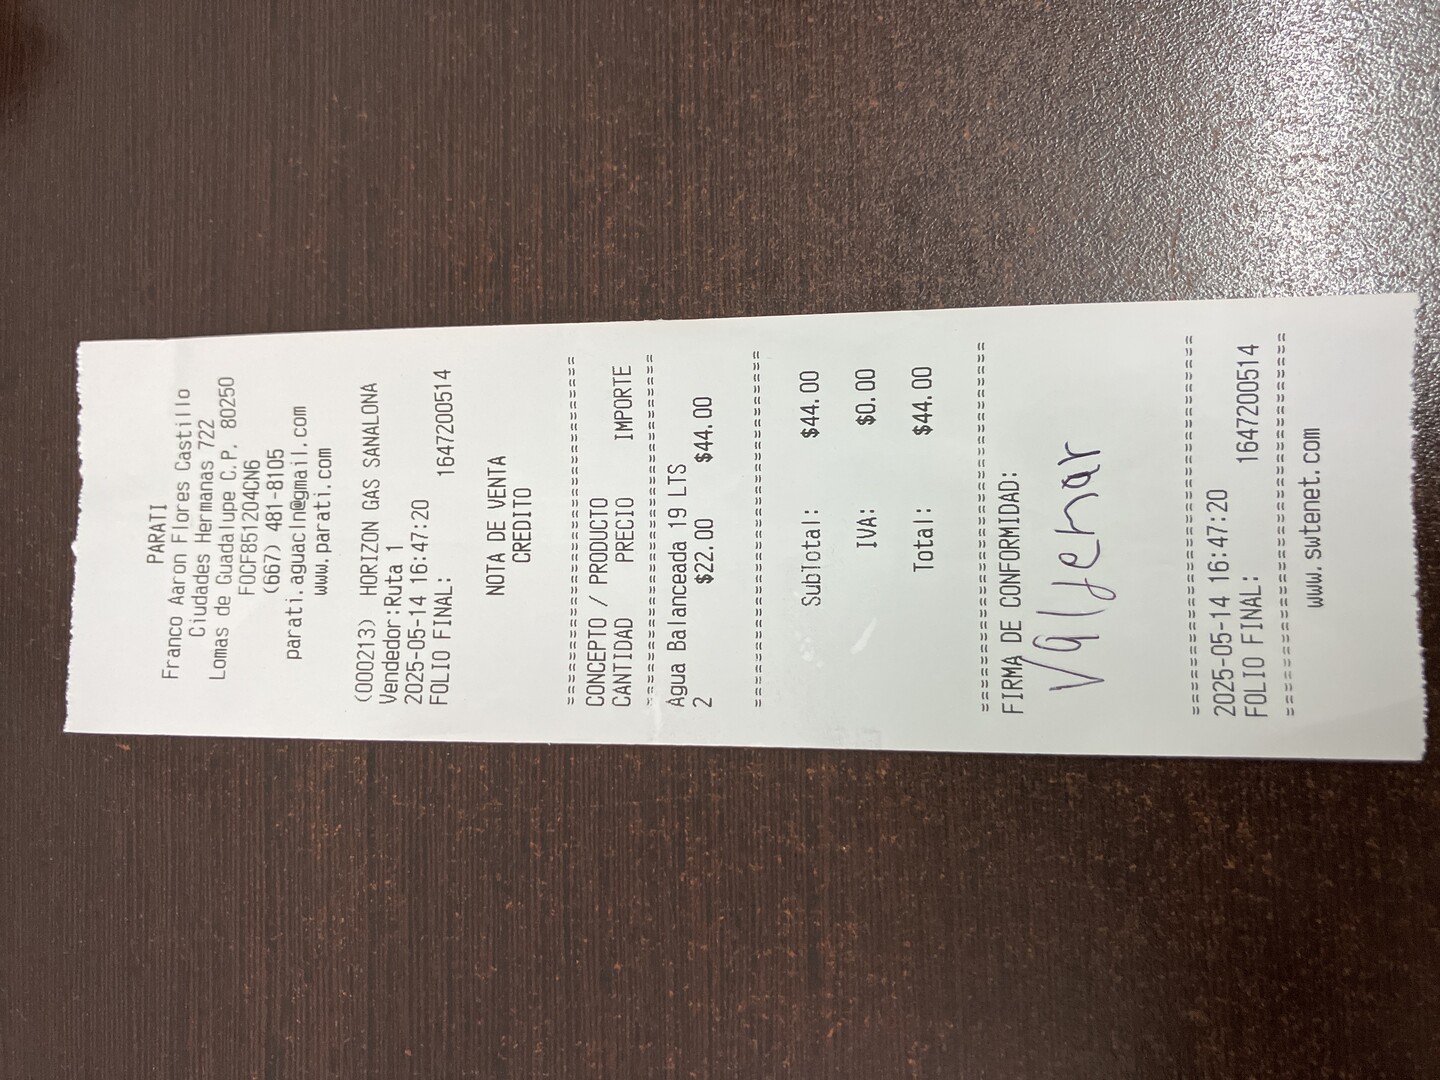 PARATI
Franco Aaron Flores Castillo
Ciudades Hermanas 722
Lomas de Guadalupe C.P. 80250
FOCF851204CN6
(667) 481-8105
parati.aguacln@gmail.com
www.parati.com
(000213) HORIZON GAS SANALONA
Vendedor:Ruta 1
2025-05-14 16:47:20
FOLIO FINAL: 1647200514
NOTA DE VENTA
CREDITO
================================
CONCEPTO / PRODUCTO
CANTIDAD PRECIO IMPORTE
================================
Agua Balanceada 19 LTS
2 $22.00 $44.00
================================
SubTotal: $44.00
IVA: $0.00
Total: $44.00
================================
FIRMA DE CONFORMIDAD:
================================
2025-05-14 16:47:20
FOLIO FINAL: 1647200514
================================
www.swtenet.com